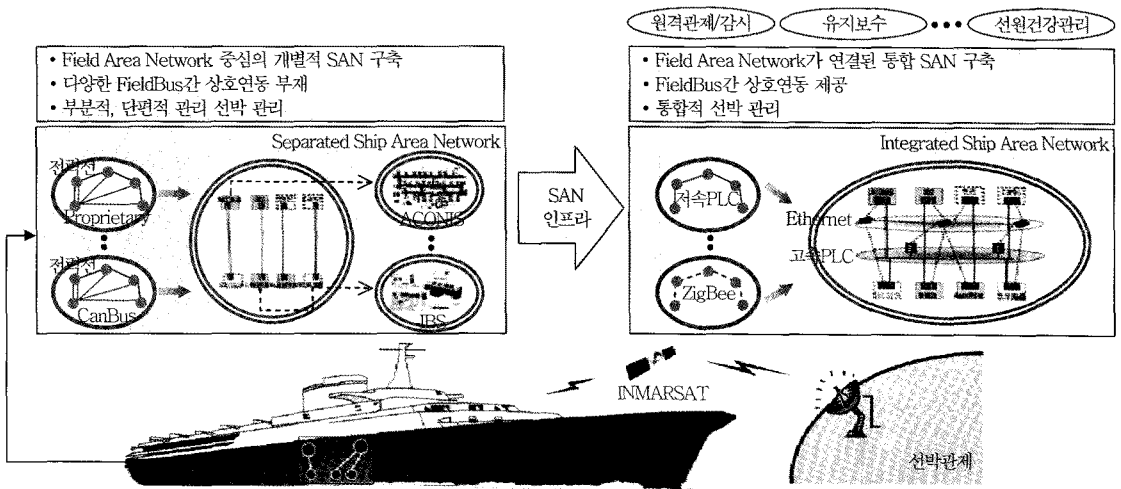 원격관제/감시
유지보수
선원건강관리
• Field Area Network 중심의 개별적 SAN 구축
• 다양한 FieldBus간 상호연동 부재
• 부분적, 단편적 관리 선박 관리
• Field Area Network가 연결된 통합 SAN 구축
• FieldBus간 상호연동 제공
• 통합적 선박 관리
Separated Ship Area Network
전력선
Proprietary
전력선
CanBus
ACONIS
IBS
SAN
인프라
Integrated Ship Area Network
저속PLC
ZigBee
Ethernet
고속PLC
INMARSAT
선박관제